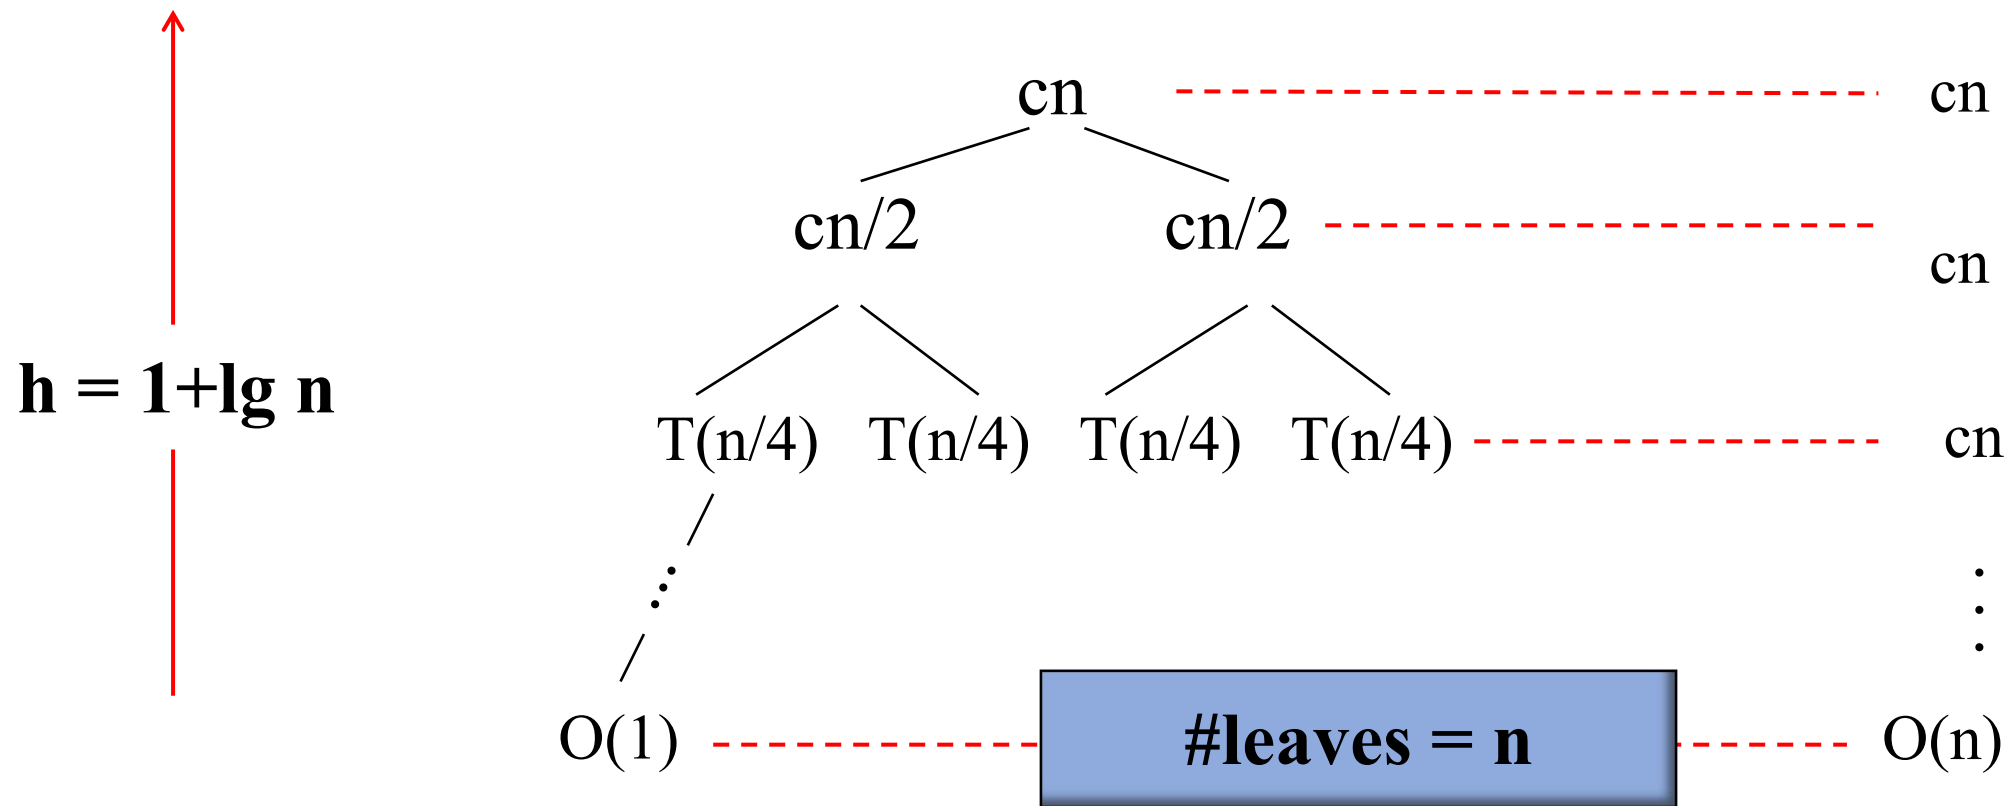 cn cn
cn/2 cn/2
cn
h = 1+lg n
T(n/4) T(n/4) T(n/4) T(n/4) cn
O(1) #leaves = n O(n)